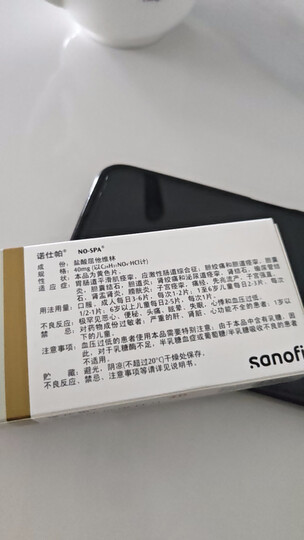 诺仕帕® NO-SPA®
成 份: 盐酸屈他维林
规 格: 40mg (以C₂₄H₃₁NO₄·HCl计)
性 状: 本品为黄色片。
适 应 症: 胃肠道平滑肌痉挛, 应激性肠道综合征; 胆绞痛和胆道痉挛, 胆囊
炎, 胆囊结石, 胆道炎; 肾绞痛和泌尿道痉挛, 肾结石, 输尿管结
石, 肾盂肾炎, 膀胱炎; 子宫痉挛, 痛经, 先兆流产, 子宫强直。
用法用量: 口服, 成人每日3-6片, 每次1-2片; 1至6岁儿童每日2-3片, 每次
1/2-1片; 6岁以上儿童每日2-5片, 每次1片。
不良反应: 极罕见恶心, 便秘, 头痛, 眩晕, 失眠, 心悸和血压过低。
禁 忌: 对药物成份过敏者; 严重的肝, 肾脏, 心功能不全的患者; 1岁以
下的儿童。
注意事项: 血压过低的患者使用本品需要特别注意; 由于本品中含有乳糖, 因
此, 对于乳糖酶不足, 半乳糖血症或葡萄糖/半乳糖吸收不良的患者
不适用。
贮 藏: 避光, 阴凉(不超过20℃)干燥处保存。
不良反应、禁忌、注意事项等请详见说明书。
sanofi